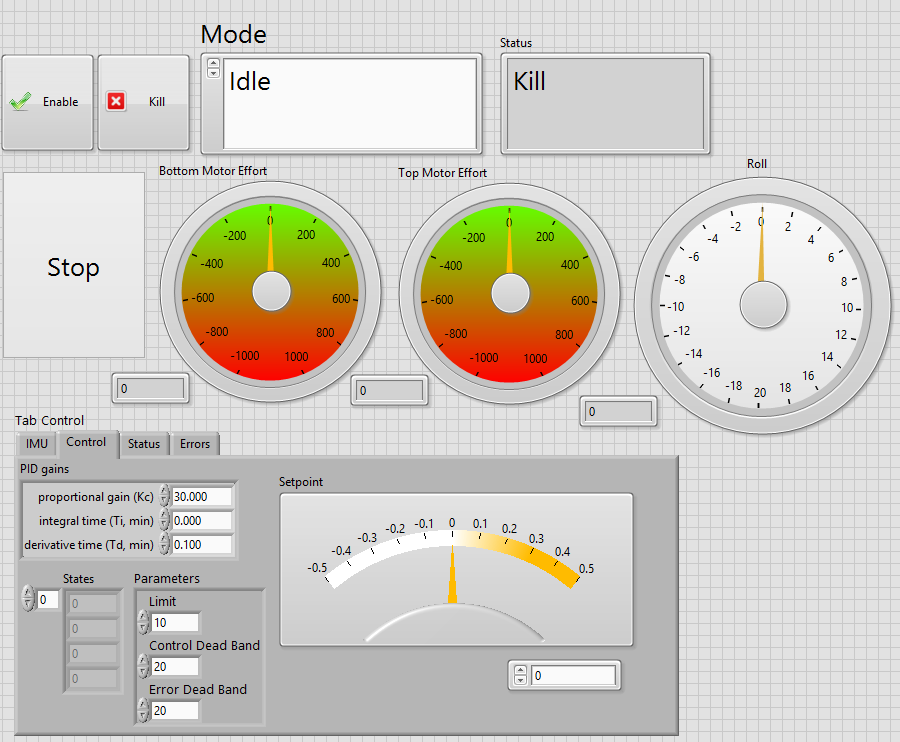 Mode
Status
Enable
Kill
Idle
Kill
Bottom Motor Effort
Top Motor Effort
Roll
Stop
0
-200 200
-400 400
-600 600
-800 800
-1000 1000
0
0
-200 200
-400 400
-600 600
-800 800
-1000 1000
0
0
-2 2
-4 4
-6 6
-8 8
-10 10
-12 12
-14 14
-16 16
-18 18
20
0
Tab Control
IMU Control Status Errors
PID gains
proportional gain (Kc) 30.000
integral time (Ti, min) 0.000
derivative time (Td, min) 0.100
States
0
0
0
0
0
Parameters
Limit
10
Control Dead Band
20
Error Dead Band
20
Setpoint
-0.5 -0.4 -0.3 -0.2 -0.1 0 0.1 0.2 0.3 0.4 0.5
0